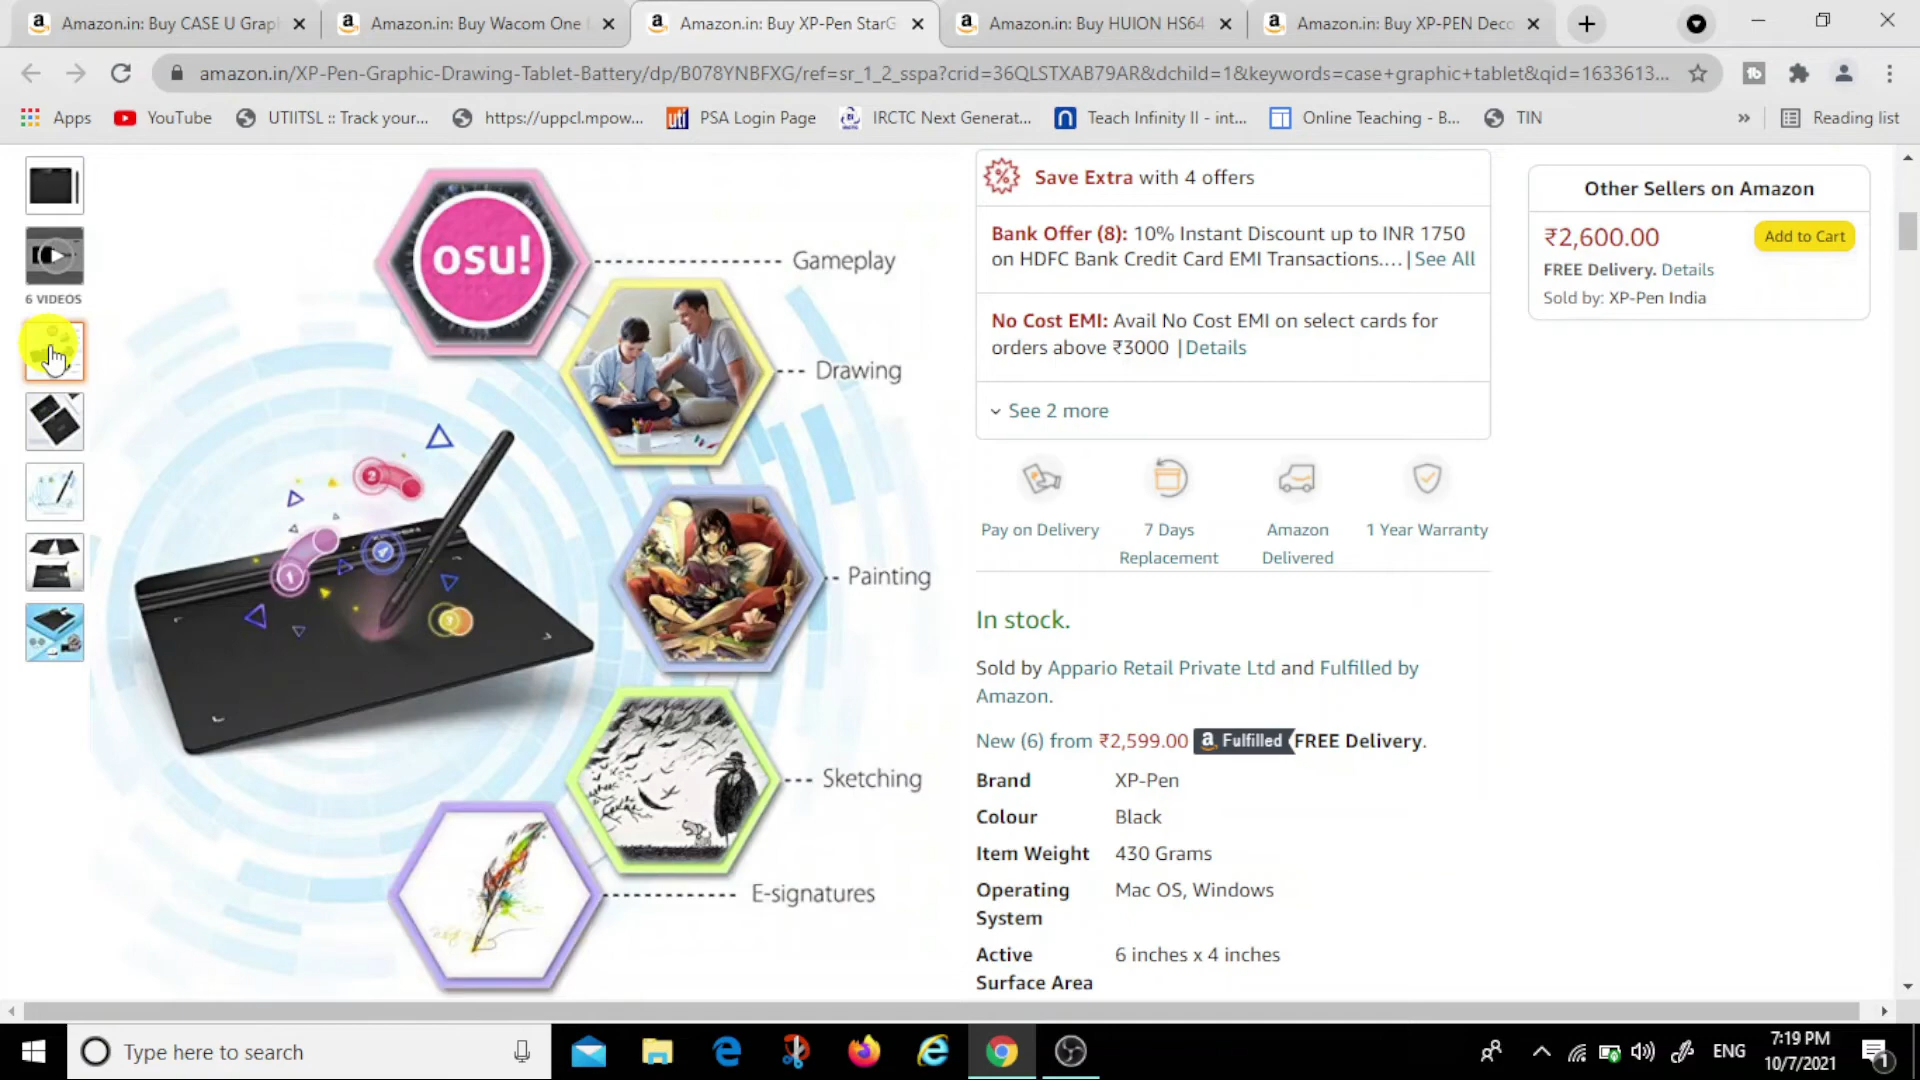 Amazon.in: Buy CASE U Grap
Amazon.in: Buy Wacom One
Amazon.in: Buy XP-Pen StarG
Amazon.in: Buy HUION HS64
Amazon.in: Buy XP-PEN Deco
amazon.in/XP-Pen-Graphic-Drawing-Tablet-Battery/dp/B078YNBFXG/ref=sr_1_2_sspa?crid=36QLSTXAB79AR&dchild=1&keywords=case+graphic+tablet&qid=1633613...
Apps
YouTube
UTIITSL :: Track your...
https://uppcl.mpow...
uti
PSA Login Page
IRCTC Next Generat...
Teach Infinity II - int...
Online Teaching - B...
TIN
»
Reading list
6 VIDEOS
osu!
Gameplay
Drawing
Painting
Sketching
E-signatures
1
2
3
4
Save Extra with 4 offers
Bank Offer (8): 10% Instant Discount up to INR 1750
on HDFC Bank Credit Card EMI Transactions.... | See All
No Cost EMI: Avail No Cost EMI on select cards for
orders above ₹3000 | Details
See 2 more
Pay on Delivery
7 Days
Replacement
Amazon
Delivered
1 Year Warranty
In stock.
Sold by Appario Retail Private Ltd and Fulfilled by
Amazon.
New (6) from ₹2,599.00 a Fulfilled FREE Delivery.
Brand XP-Pen
Colour Black
Item Weight 430 Grams
Operating Mac OS, Windows
System
Active 6 inches x 4 inches
Surface Area
Other Sellers on Amazon
₹2,600.00
Add to Cart
FREE Delivery. Details
Sold by: XP-Pen India
Type here to search
ENG
7:19 PM
10/7/2021
1